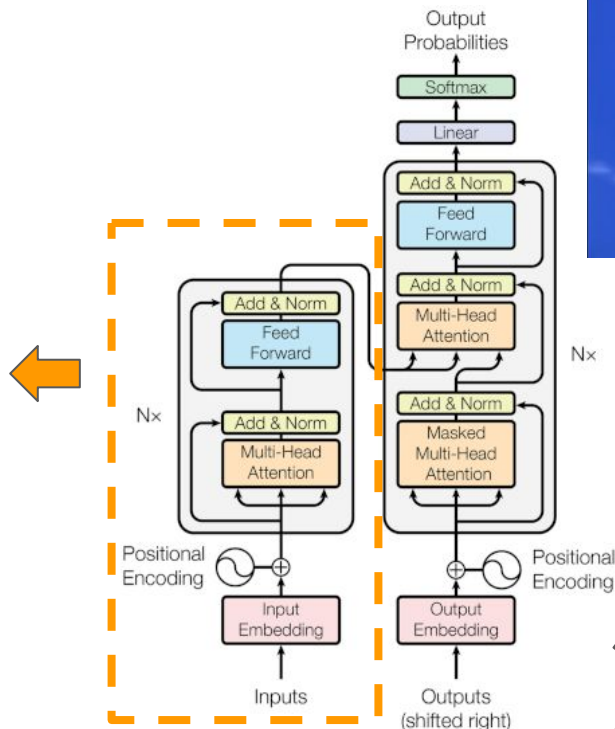 Output
Probabilities
Softmax
Linear
Add & Norm
Feed
Forward
Add & Norm
Multi-Head
Attention
N×
Add & Norm
Masked
Multi-Head
Attention
Positional
Encoding
Output
Embedding
Outputs
(shifted right)
Add & Norm
Feed
Forward
N×
Add & Norm
Multi-Head
Attention
Positional
Encoding
Input
Embedding
Inputs